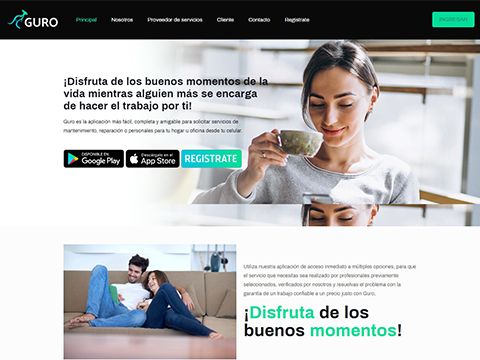 GURO
Principal Nosotros Proveedor de servicios Cliente Contacto Registrate
INGRESAR
¡Disfruta de los buenos momentos de la
vida mientras alguien más se encarga
de hacer el trabajo por ti!
Guro es la aplicación más fácil, completa y amigable para solicitar servicios de
mantenimiento, reparación o personales para tu hogar u oficina desde tu celular.
DISPONIBLE EN
Google Play
Descárgalo en el
App Store
REGISTRATE
Utiliza nuestra aplicación de acceso inmediato a múltiples opciones, para que
el servicio que necesitas sea realizado por profesionales previamente
seleccionados, verificados por nosotros y resuelvas el problema con la
garantía de un trabajo confiable a un precio justo con Guro.
¡Disfruta de los
buenos momentos!